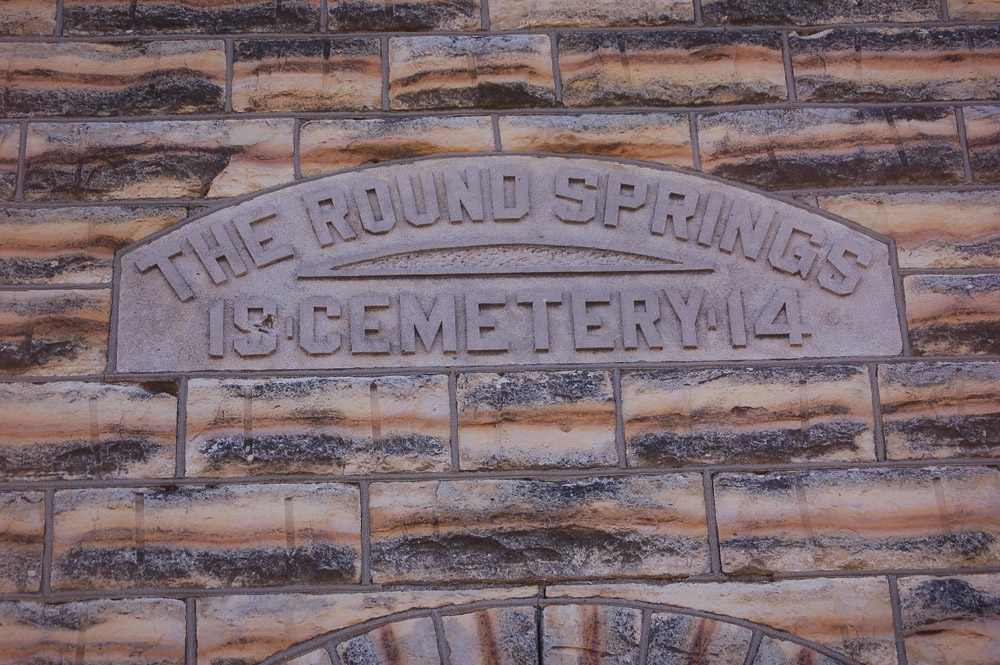 THE ROUND SPRINGS
19·CEMETERY·14